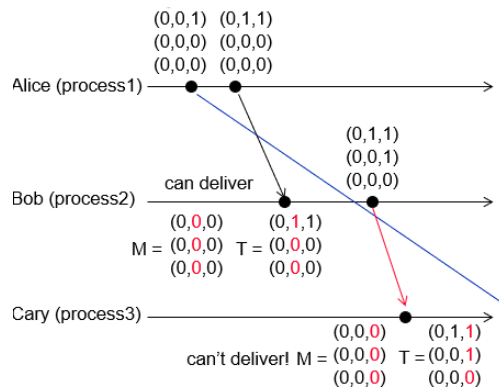 (0,0,1) (0,1,1)
(0,0,0) (0,0,0)
(0,0,0) (0,0,0)
Alice (process1)
(0,1,1)
(0,0,1)
(0,0,0)
can deliver
Bob (process2)
(0,0,0) (0,1,1)
M = (0,0,0) T = (0,0,0)
(0,0,0) (0,0,0)
Cary (process3)
(0,0,0) (0,1,1)
can't deliver! M = (0,0,0) T = (0,0,1)
(0,0,0) (0,0,0)